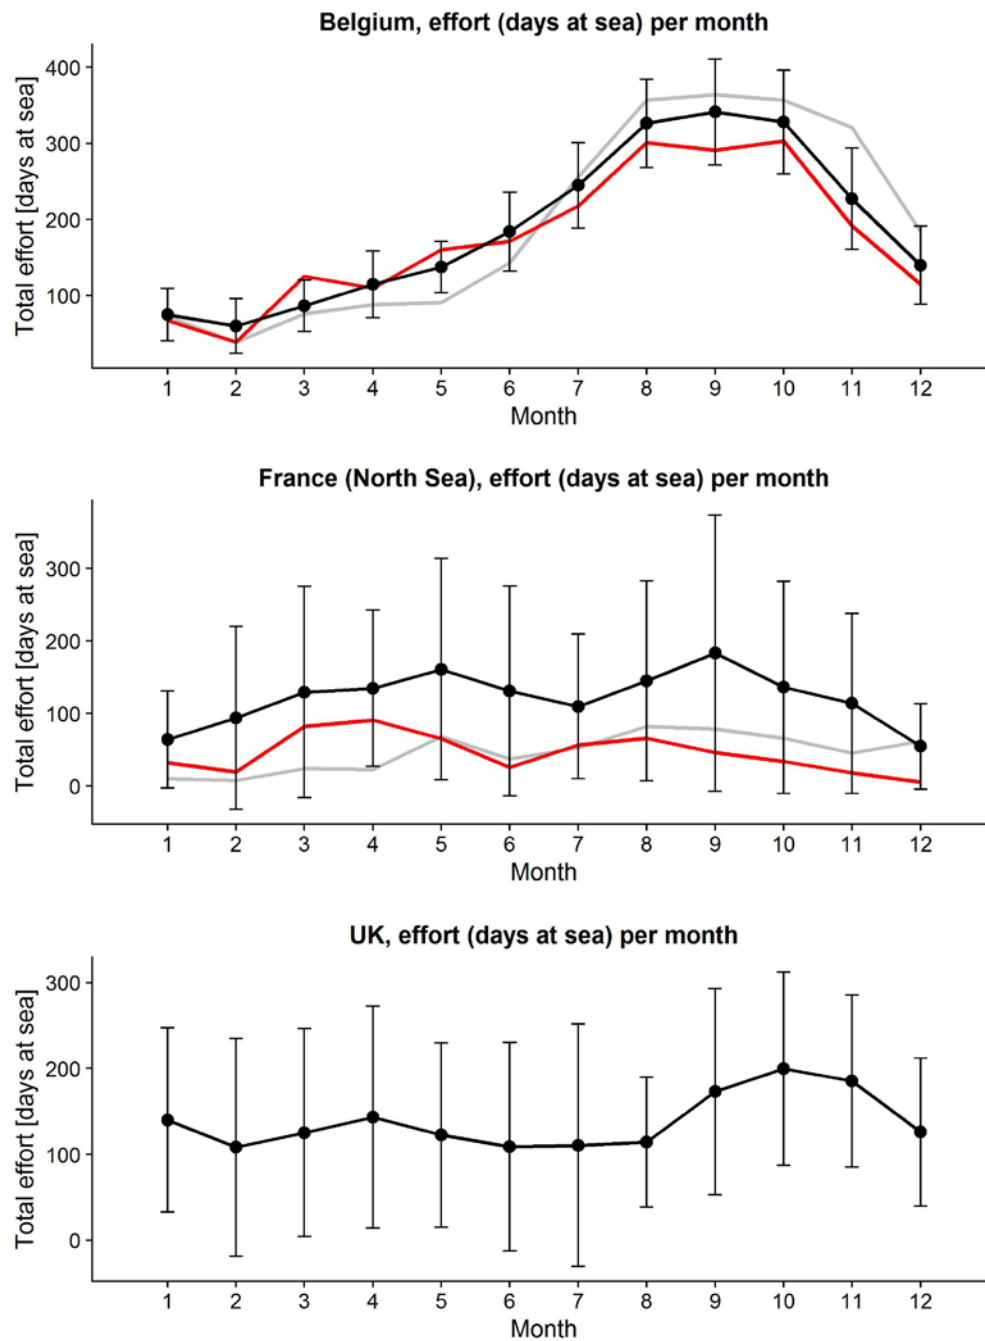 Belgium, effort (days at sea) per month
Total effort [days at sea]
400
300
200
100
1 2 3 4 5 6 7 8 9 10 11 12
Month
France (North Sea), effort (days at sea) per month
Total effort [days at sea]
300
200
100
0
1 2 3 4 5 6 7 8 9 10 11 12
Month
UK, effort (days at sea) per month
Total effort [days at sea]
300
200
100
0
1 2 3 4 5 6 7 8 9 10 11 12
Month